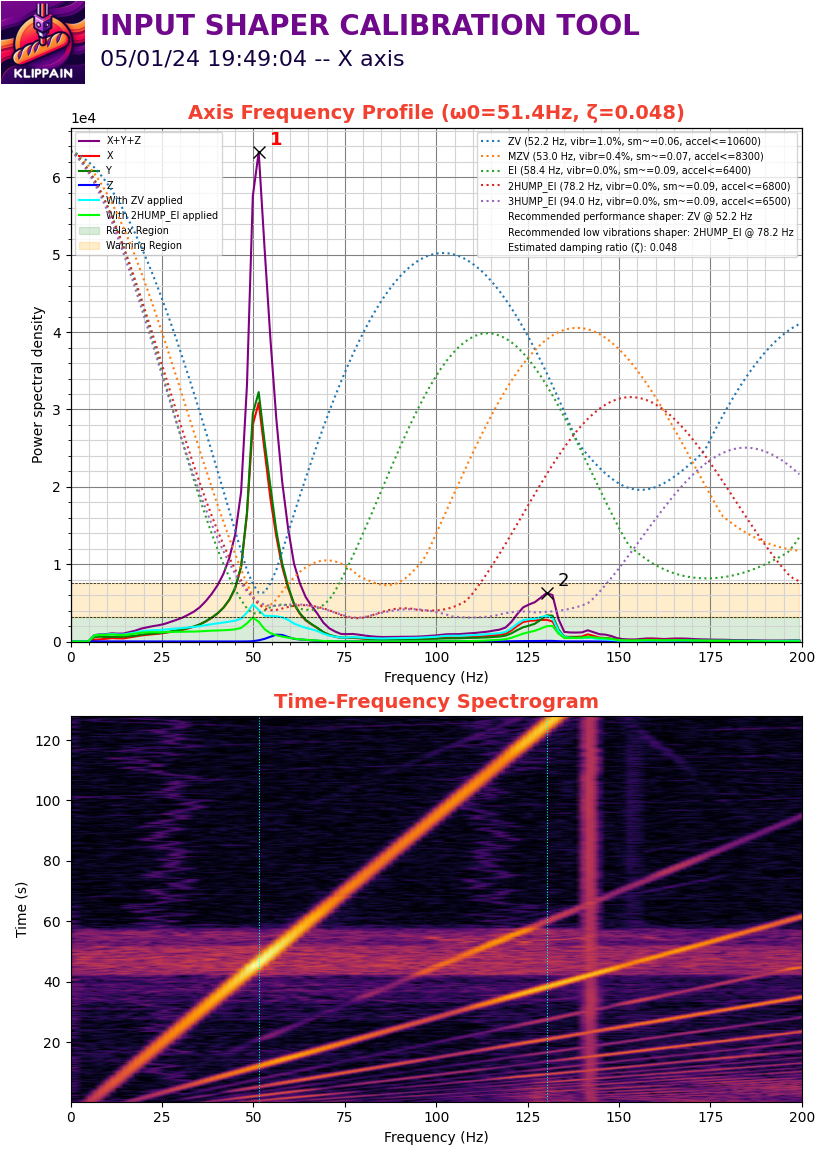 INPUT SHAPER CALIBRATION TOOL
05/01/24 19:49:04 -- X axis
KLIPPAIN
Axis Frequency Profile (ω0=51.4Hz, ζ=0.048)
1e4
X+Y+Z
X
Y
Z
With ZV applied
With 2HUMP_EI applied
Relax Region
Warning Region
1
ZV (52.2 Hz, vibr=1.0%, sm~=0.06, accel<=10600)
MZV (53.0 Hz, vibr=0.4%, sm~=0.07, accel<=8300)
EI (58.4 Hz, vibr=0.0%, sm~=0.09, accel<=6400)
2HUMP_EI (78.2 Hz, vibr=0.0%, sm~=0.09, accel<=6800)
3HUMP_EI (94.0 Hz, vibr=0.0%, sm~=0.09, accel<=6500)
Recommended performance shaper: ZV @ 52.2 Hz
Recommended low vibrations shaper: 2HUMP_EI @ 78.2 Hz
Estimated damping ratio (ζ): 0.048
2
Power spectral density
6
5
4
3
2
1
0
0 25 50 75 100 125 150 175 200
Frequency (Hz)
Time-Frequency Spectrogram
Time (s)
120
100
80
60
40
20
0 25 50 75 100 125 150 175 200
Frequency (Hz)